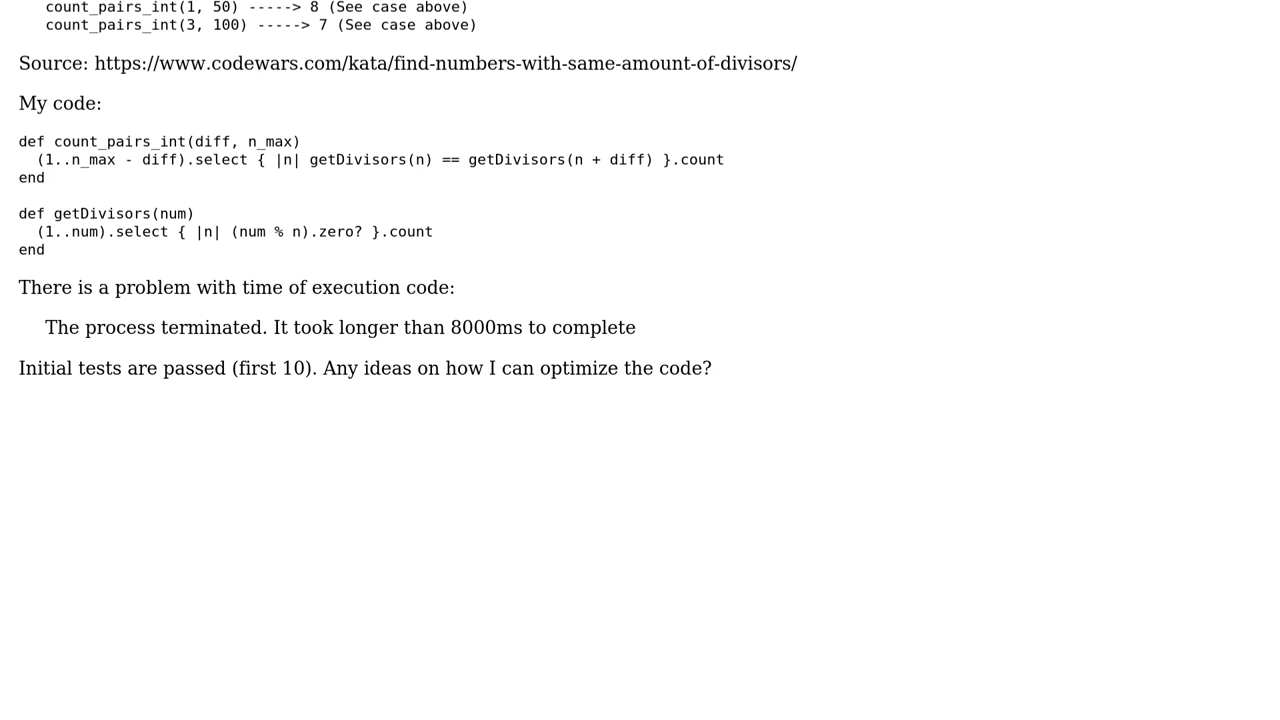 count_pairs_int(1, 50) -----> 8 (See case above)
count_pairs_int(3, 100) -----> 7 (See case above)
Source: https://www.codewars.com/kata/find-numbers-with-same-amount-of-divisors/
My code:
def count_pairs_int(diff, n_max)
  (1..n_max - diff).select { |n| getDivisors(n) == getDivisors(n + diff) }.count
end
def getDivisors(num)
  (1..num).select { |n| (num % n).zero? }.count
end
There is a problem with time of execution code:
The process terminated. It took longer than 8000ms to complete
Initial tests are passed (first 10). Any ideas on how I can optimize the code?